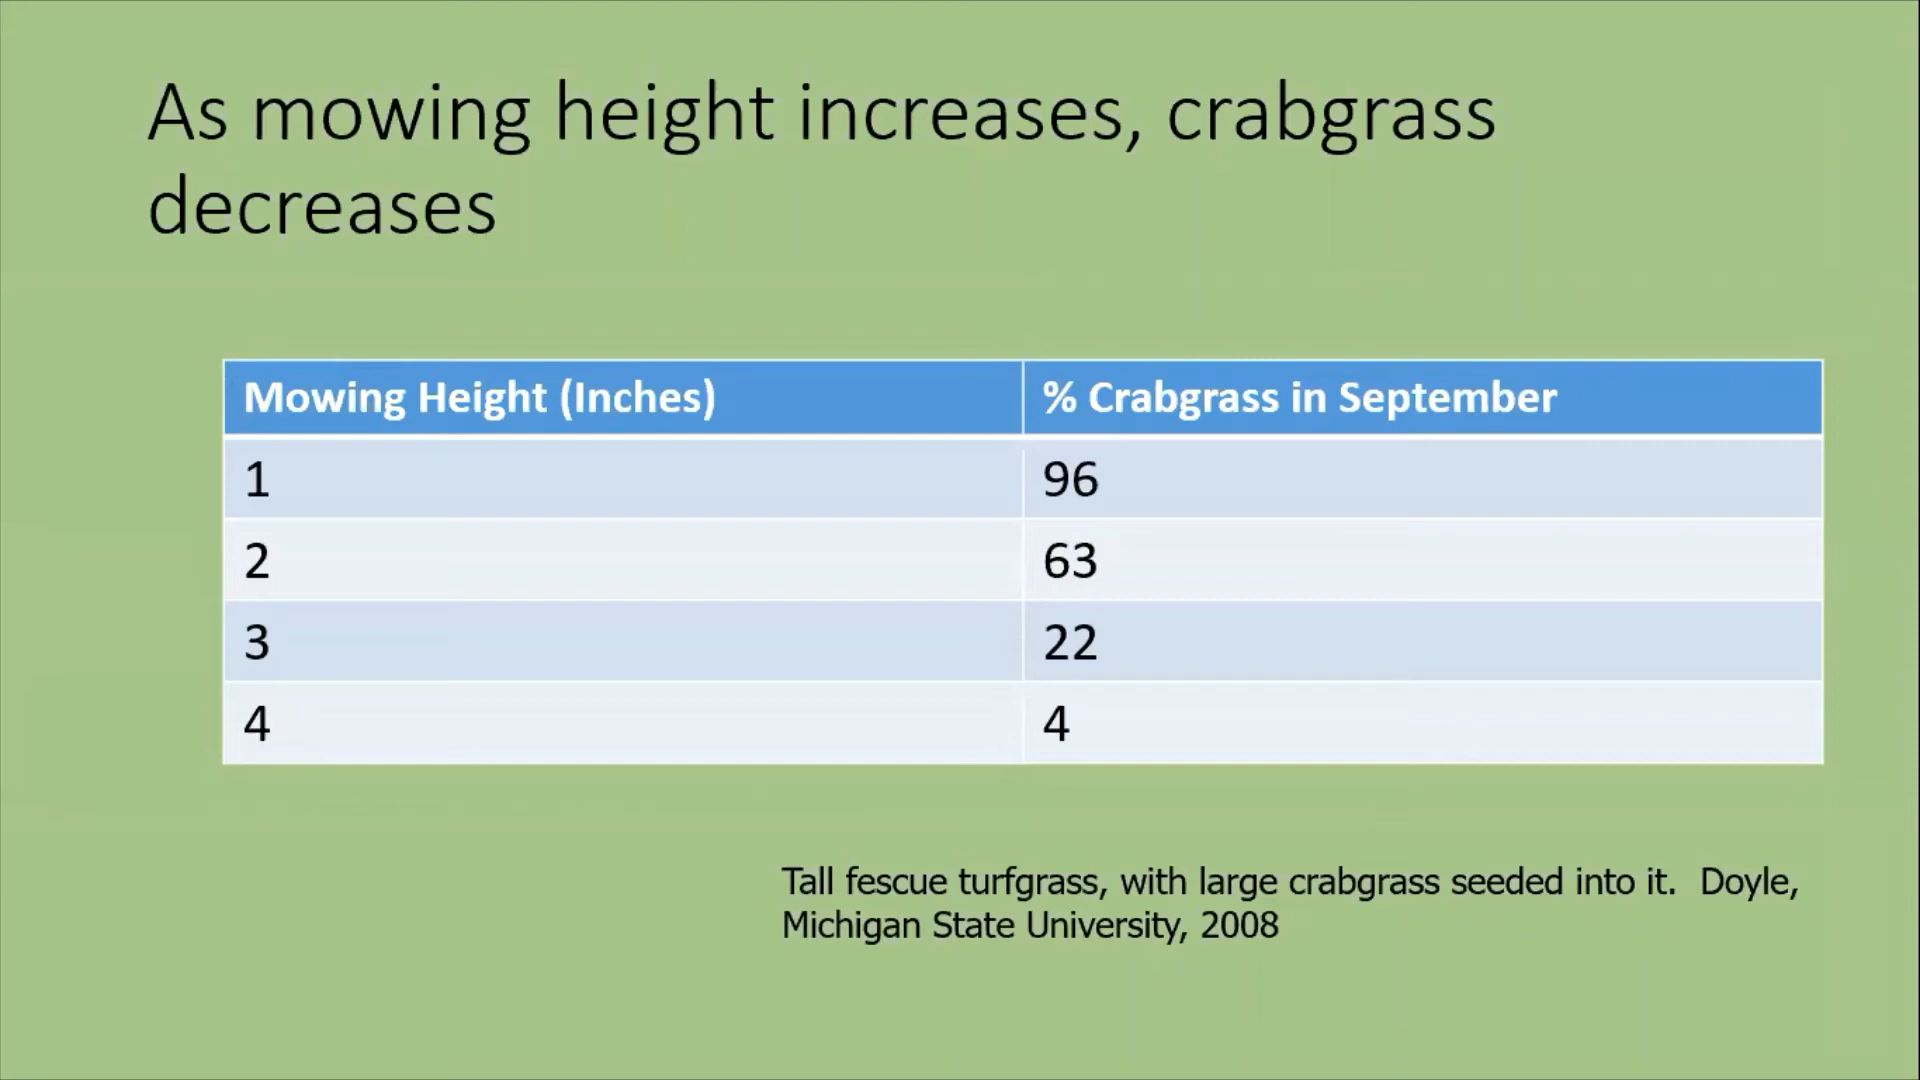 As mowing height increases, crabgrass
decreases
Mowing Height (Inches) % Crabgrass in September
1 96
2 63
3 22
4 4
Tall fescue turfgrass, with large crabgrass seeded into it. Doyle,
Michigan State University, 2008